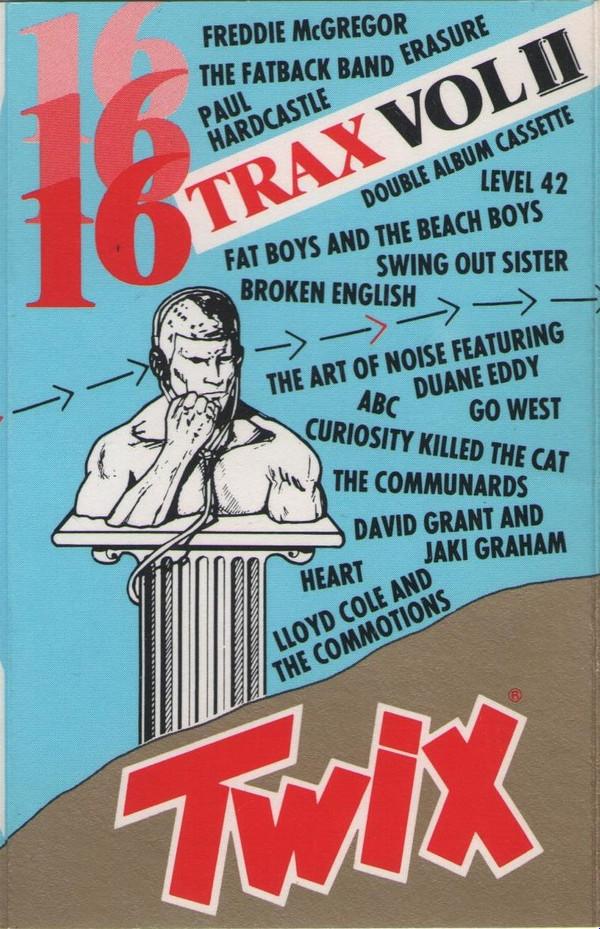 16
16
16
TRAX VOL II
FREDDIE McGREGOR
ERASURE
THE FATBACK BAND
PAUL
HARDCASTLE
DOUBLE ALBUM CASSETTE
LEVEL 42
FAT BOYS AND THE BEACH BOYS
SWING OUT SISTER
BROKEN ENGLISH
THE ART OF NOISE FEATURING
DUANE EDDY
ABC
GO WEST
CURIOSITY KILLED THE CAT
THE COMMUNARDS
DAVID GRANT AND
JAKI GRAHAM
HEART
LLOYD COLE AND
THE COMMOTIONS
Twix ®